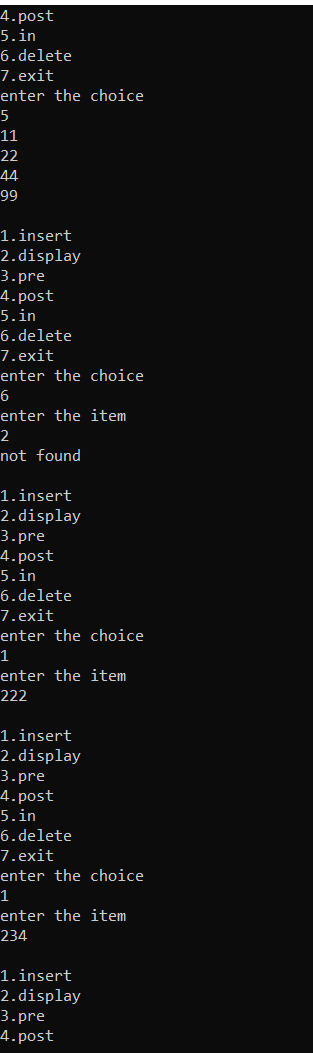 4.post
5.in
6.delete
7.exit
enter the choice
5
11
22
44
99
1.insert
2.display
3.pre
4.post
5.in
6.delete
7.exit
enter the choice
6
enter the item
2
not found
1.insert
2.display
3.pre
4.post
5.in
6.delete
7.exit
enter the choice
1
enter the item
222
1.insert
2.display
3.pre
4.post
5.in
6.delete
7.exit
enter the choice
1
enter the item
234
1.insert
2.display
3.pre
4.post